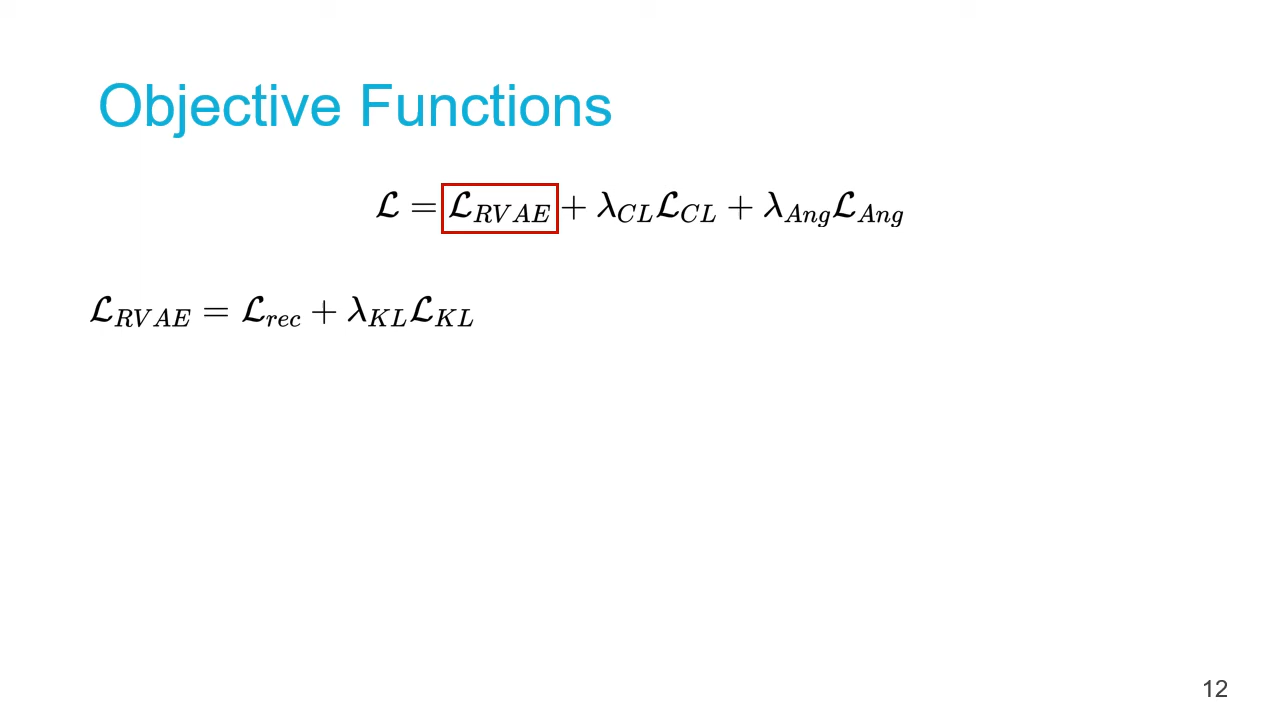 Objective Functions
ℒ = ℒ_{RVAE} + λ_{CL}ℒ_{CL} + λ_{Ang}ℒ_{Ang}
ℒ_{RVAE} = ℒ_{rec} + λ_{KL}ℒ_{KL}
12